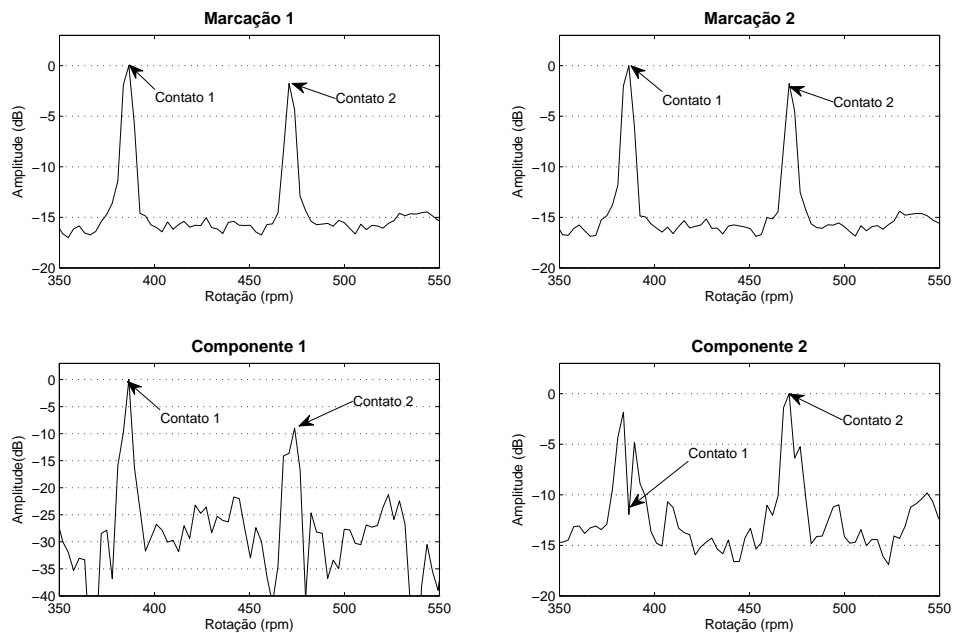 Marcação 1
Amplitude (dB)
0
−5
−10
−15
−20
Contato 1
Contato 2
350
400
450
500
550
Rotação (rpm)
Marcação 2
Amplitude (dB)
0
−5
−10
−15
−20
Contato 1
Contato 2
350
400
450
500
550
Rotação (rpm)
Componente 1
Amplitude(dB)
0
−5
−10
−15
−20
−25
−30
−35
−40
Contato 1
Contato 2
350
400
450
500
550
Rotação (rpm)
Componente 2
Amplitude (dB)
0
−5
−10
−15
−20
Contato 1
Contato 2
350
400
450
500
550
Rotação (rpm)